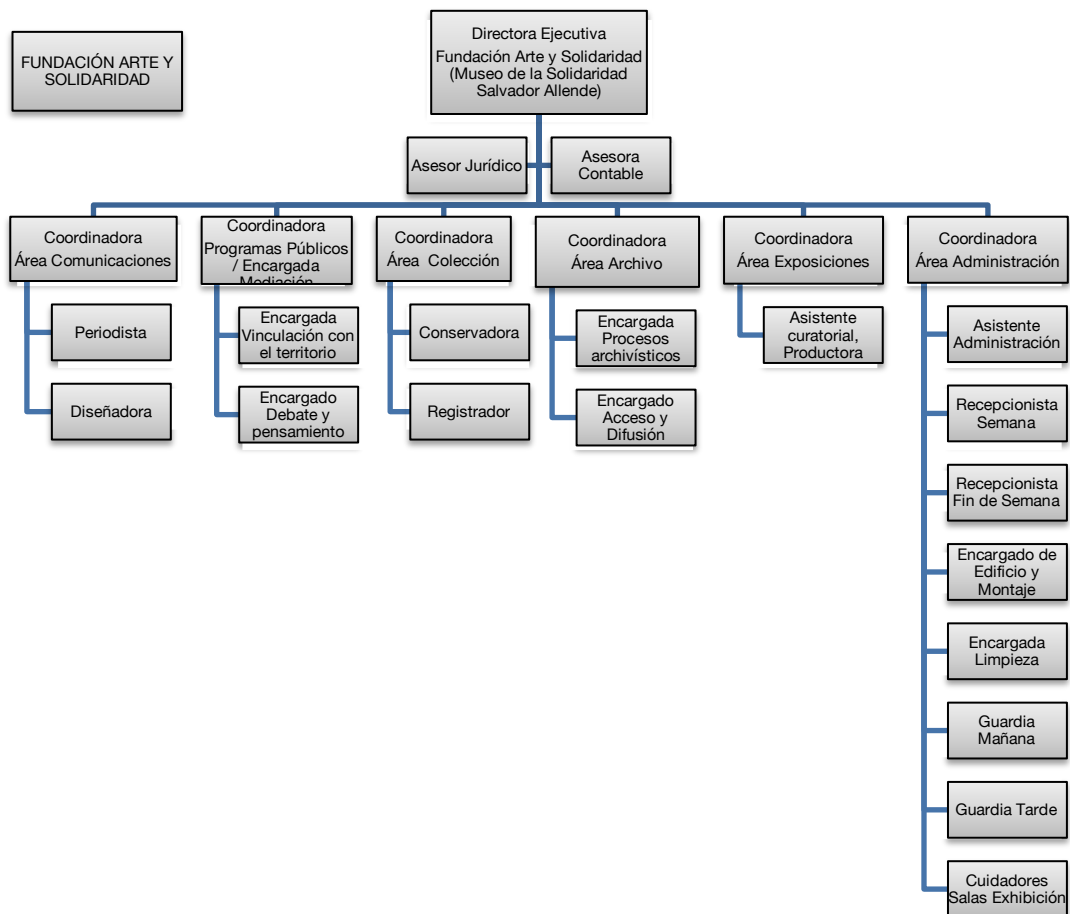 FUNDACIÓN ARTE Y
SOLIDARIDAD
Directora Ejecutiva
Fundación Arte y Solidaridad
(Museo de la Solidaridad
Salvador Allende)
Asesor Jurídico
Asesora
Contable
Coordinadora
Área Comunicaciones
Periodista
Diseñadora
Coordinadora
Programas Públicos
/ Encargada
Mediación
Encargada
Vinculación con
el territorio
Encargado
Debate y
pensamiento
Coordinadora
Área Colección
Conservadora
Registrador
Coordinadora
Área Archivo
Encargada
Procesos
archivísticos
Encargado
Acceso y
Difusión
Coordinadora
Área Exposiciones
Asistente
curatorial,
Productora
Coordinadora
Área Administración
Asistente
Administración
Recepcionista
Semana
Recepcionista
Fin de Semana
Encargado de
Edificio y
Montaje
Encargada
Limpieza
Guardia
Mañana
Guardia Tarde
Cuidadores
Salas Exhibición